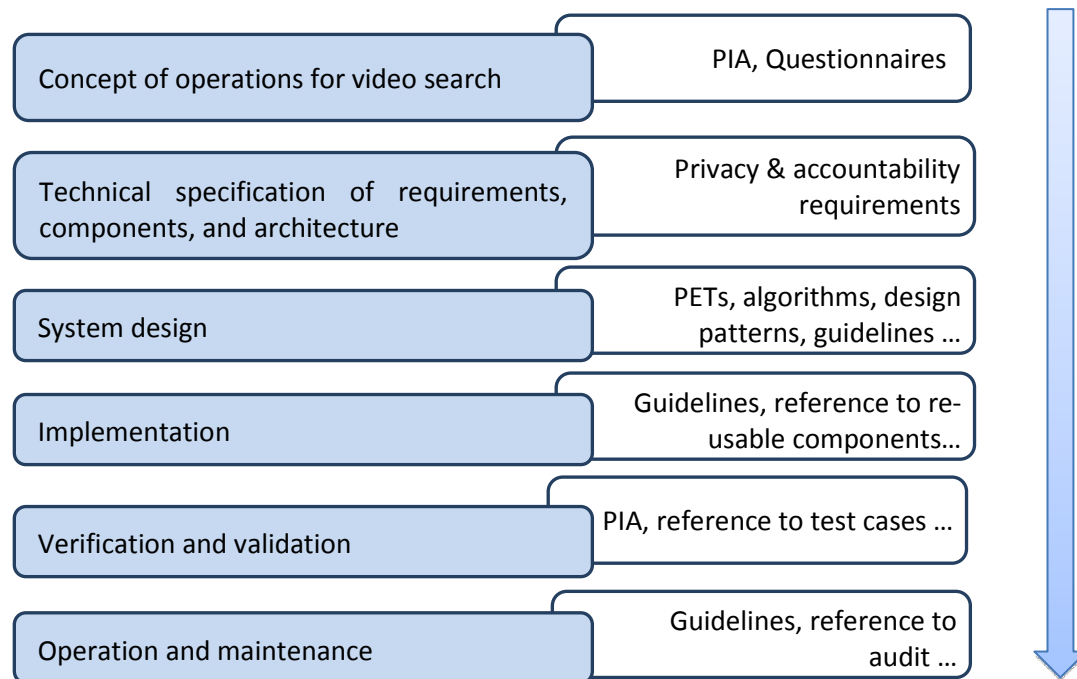 Concept of operations for video search
PIA, Questionnaires
Technical specification of requirements,
components, and architecture
Privacy & accountability
requirements
System design
PETs, algorithms, design
patterns, guidelines …
Implementation
Guidelines, reference to re-
usable components…
Verification and validation
PIA, reference to test cases …
Operation and maintenance
Guidelines, reference to
audit …